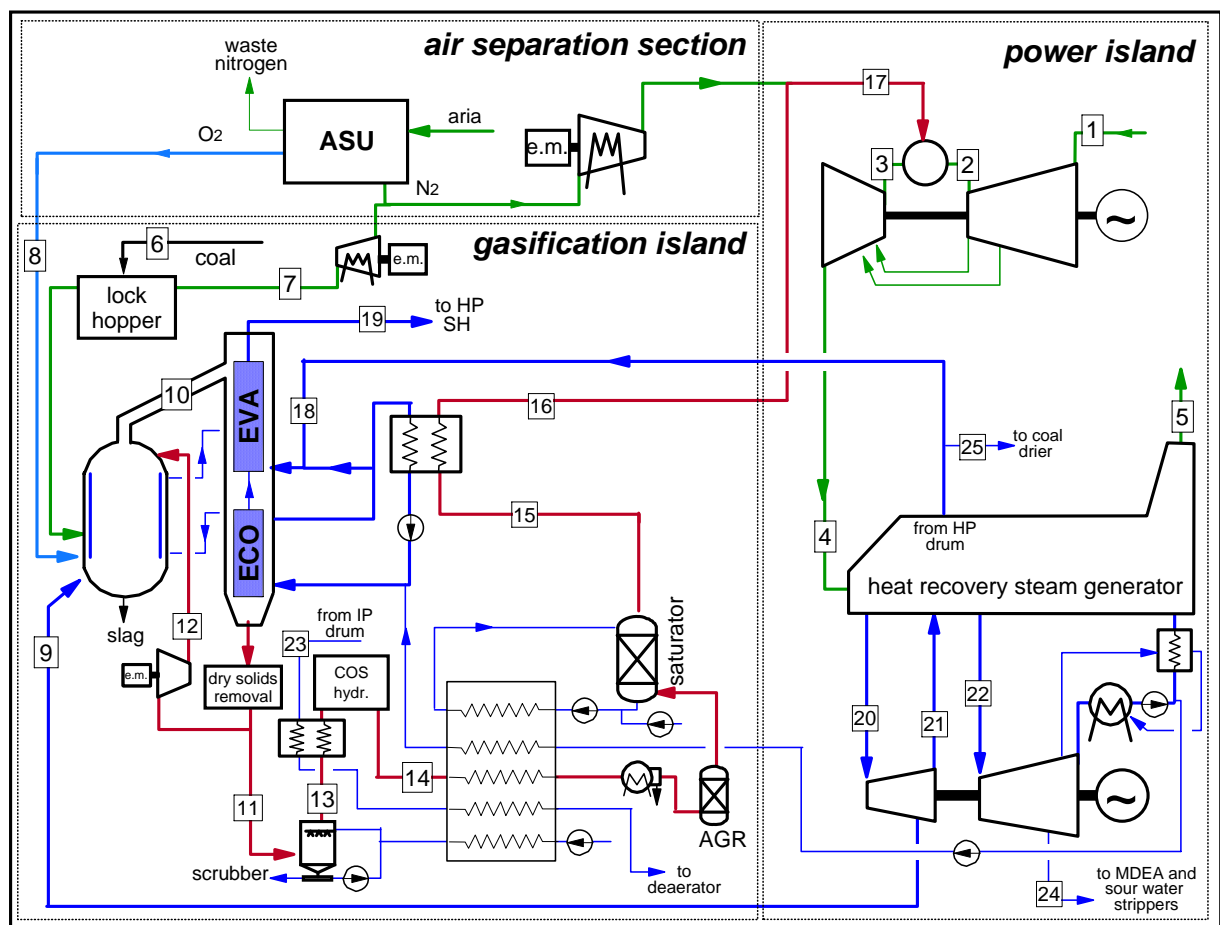 air separation section
power island
waste
nitrogen
O2
ASU
aria
e.m.
N2
17
1
3
2
~
gasification island
8
6
coal
7
e.m.
lock
hopper
to HP
SH
19
10
EVA
18
16
5
25
to coal
drier
ECO
15
4
from HP
drum
heat recovery steam generator
slag
12
9
e.m.
dry solids
removal
from IP
drum
23
COS
hydr.
saturator
20
21
22
14
13
11
AGR
~
scrubber
to
deaerator
24
to MDEA and
sour water
strippers